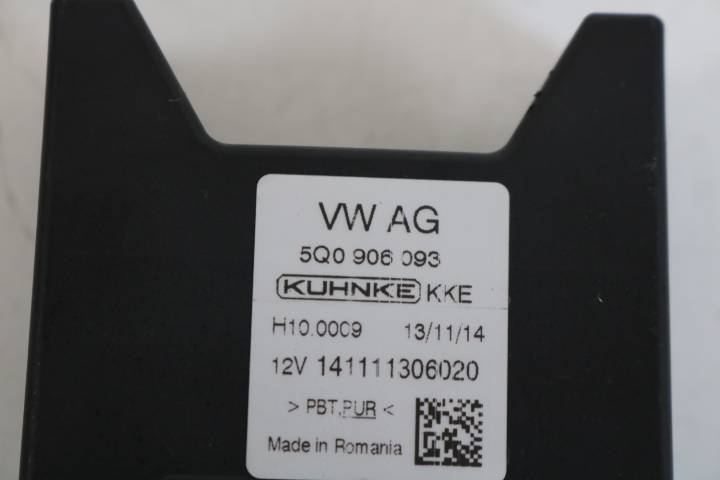 VW AG
5Q0 906 093
KUHNKE KKE
H10.0009 13/11/14
12V 141111306020
> PBT,PUR <
Made in Romania